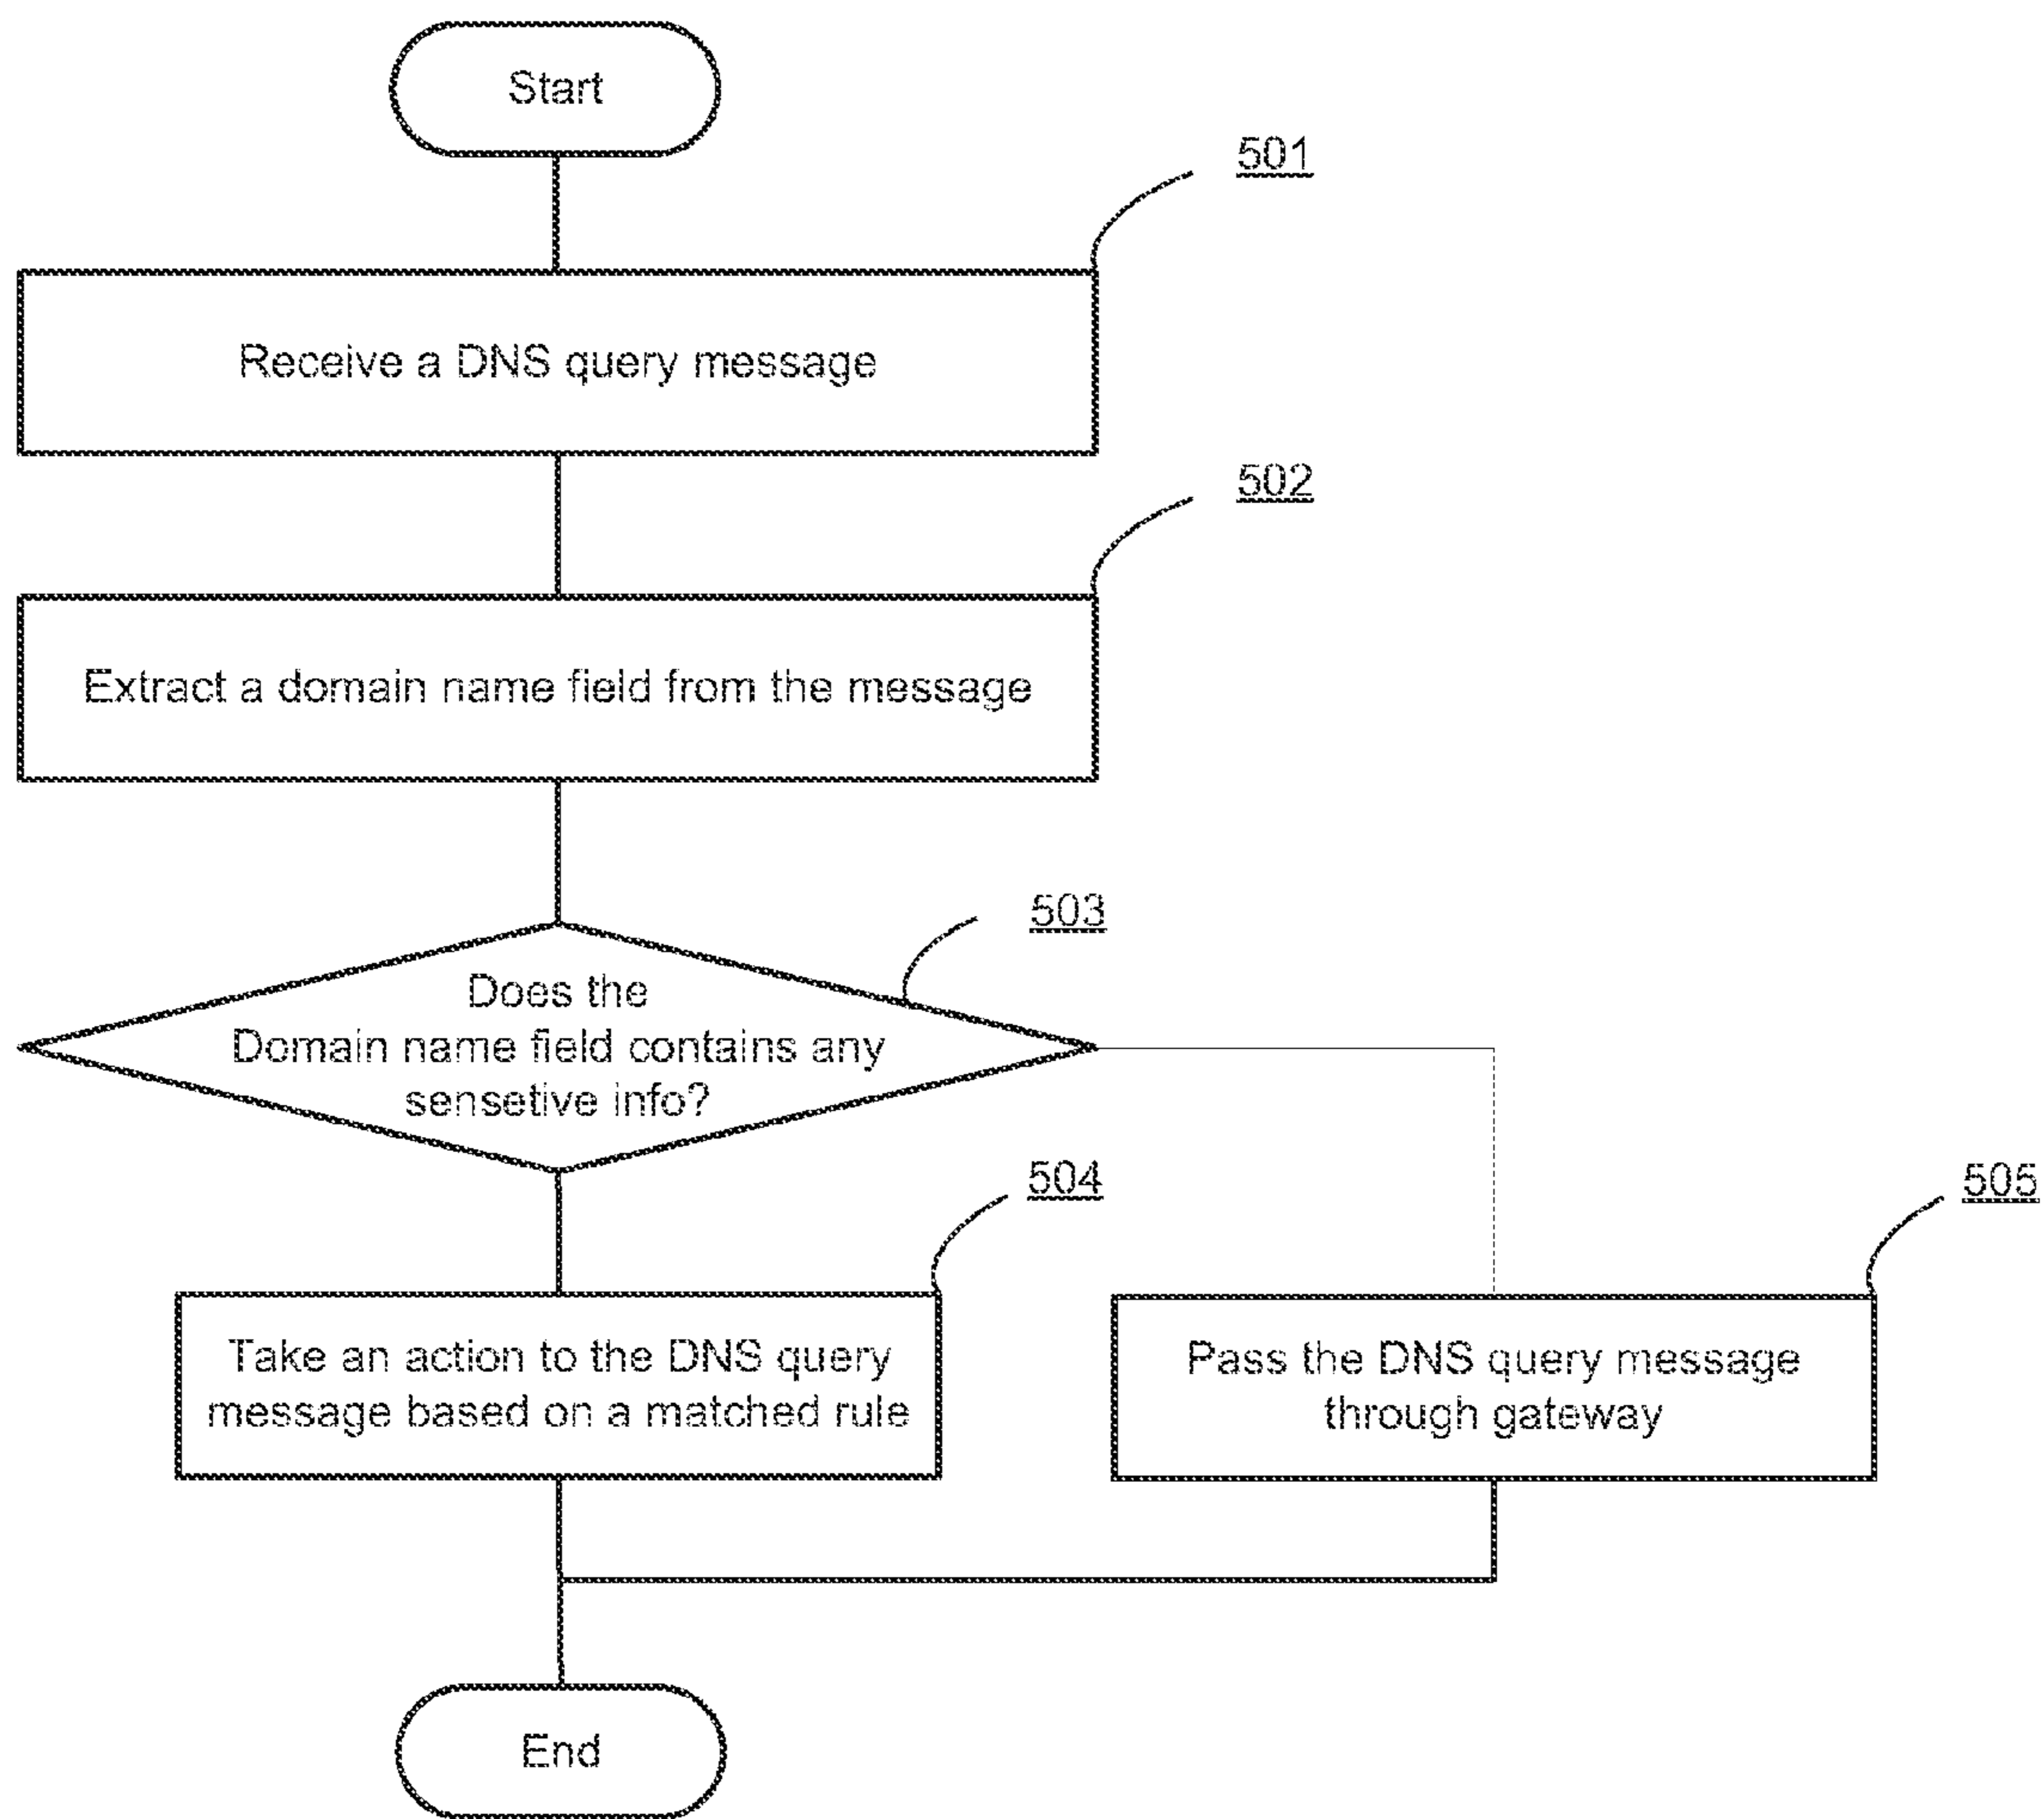 Start
501
Receive a DNS query message
502
Extract a domain name field from the message
503
Does the
Domain name field contains any
sensetive info?
504
505
Take an action to the DNS query
message based on a matched rule
Pass the DNS query message
through gateway
End